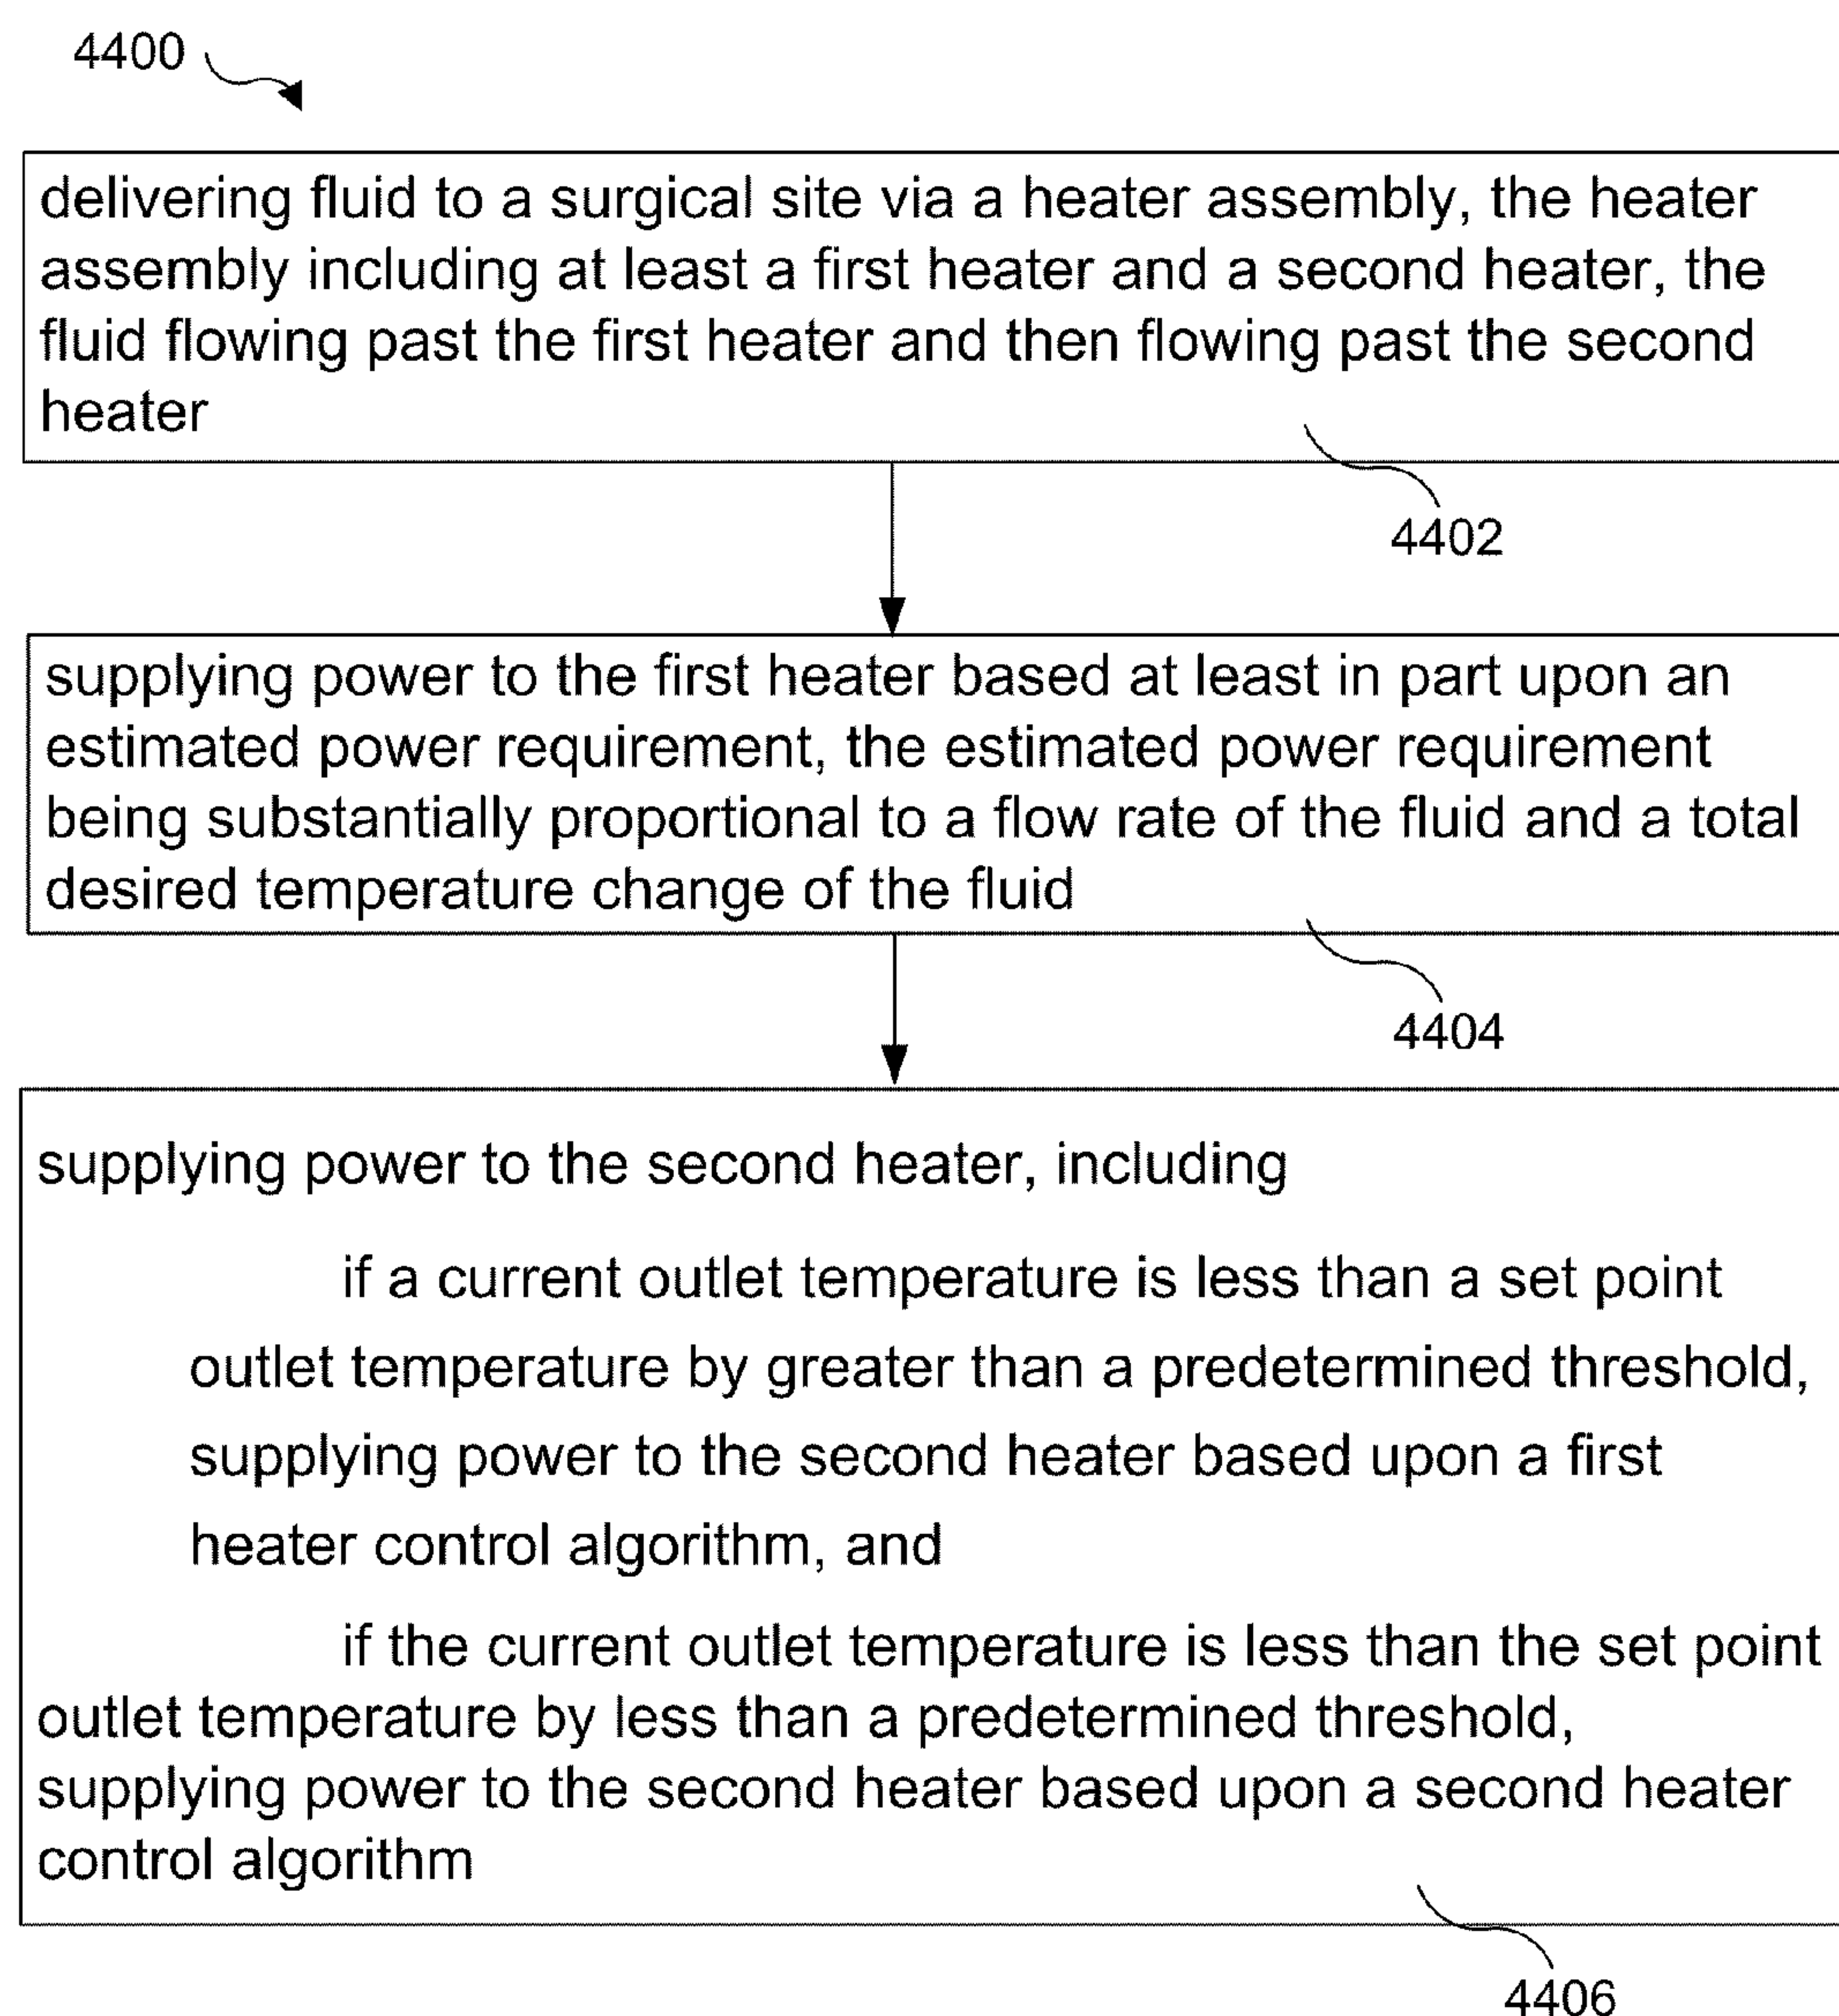 4400
delivering fluid to a surgical site via a heater assembly, the heater
assembly including at least a first heater and a second heater, the
fluid flowing past the first heater and then flowing past the second
heater
4402
supplying power to the first heater based at least in part upon an
estimated power requirement, the estimated power requirement
being substantially proportional to a flow rate of the fluid and a total
desired temperature change of the fluid
4404
supplying power to the second heater, including
if a current outlet temperature is less than a set point
outlet temperature by greater than a predetermined threshold,
supplying power to the second heater based upon a first
heater control algorithm, and
if the current outlet temperature is less than the set point
outlet temperature by less than a predetermined threshold,
supplying power to the second heater based upon a second heater
control algorithm
4406